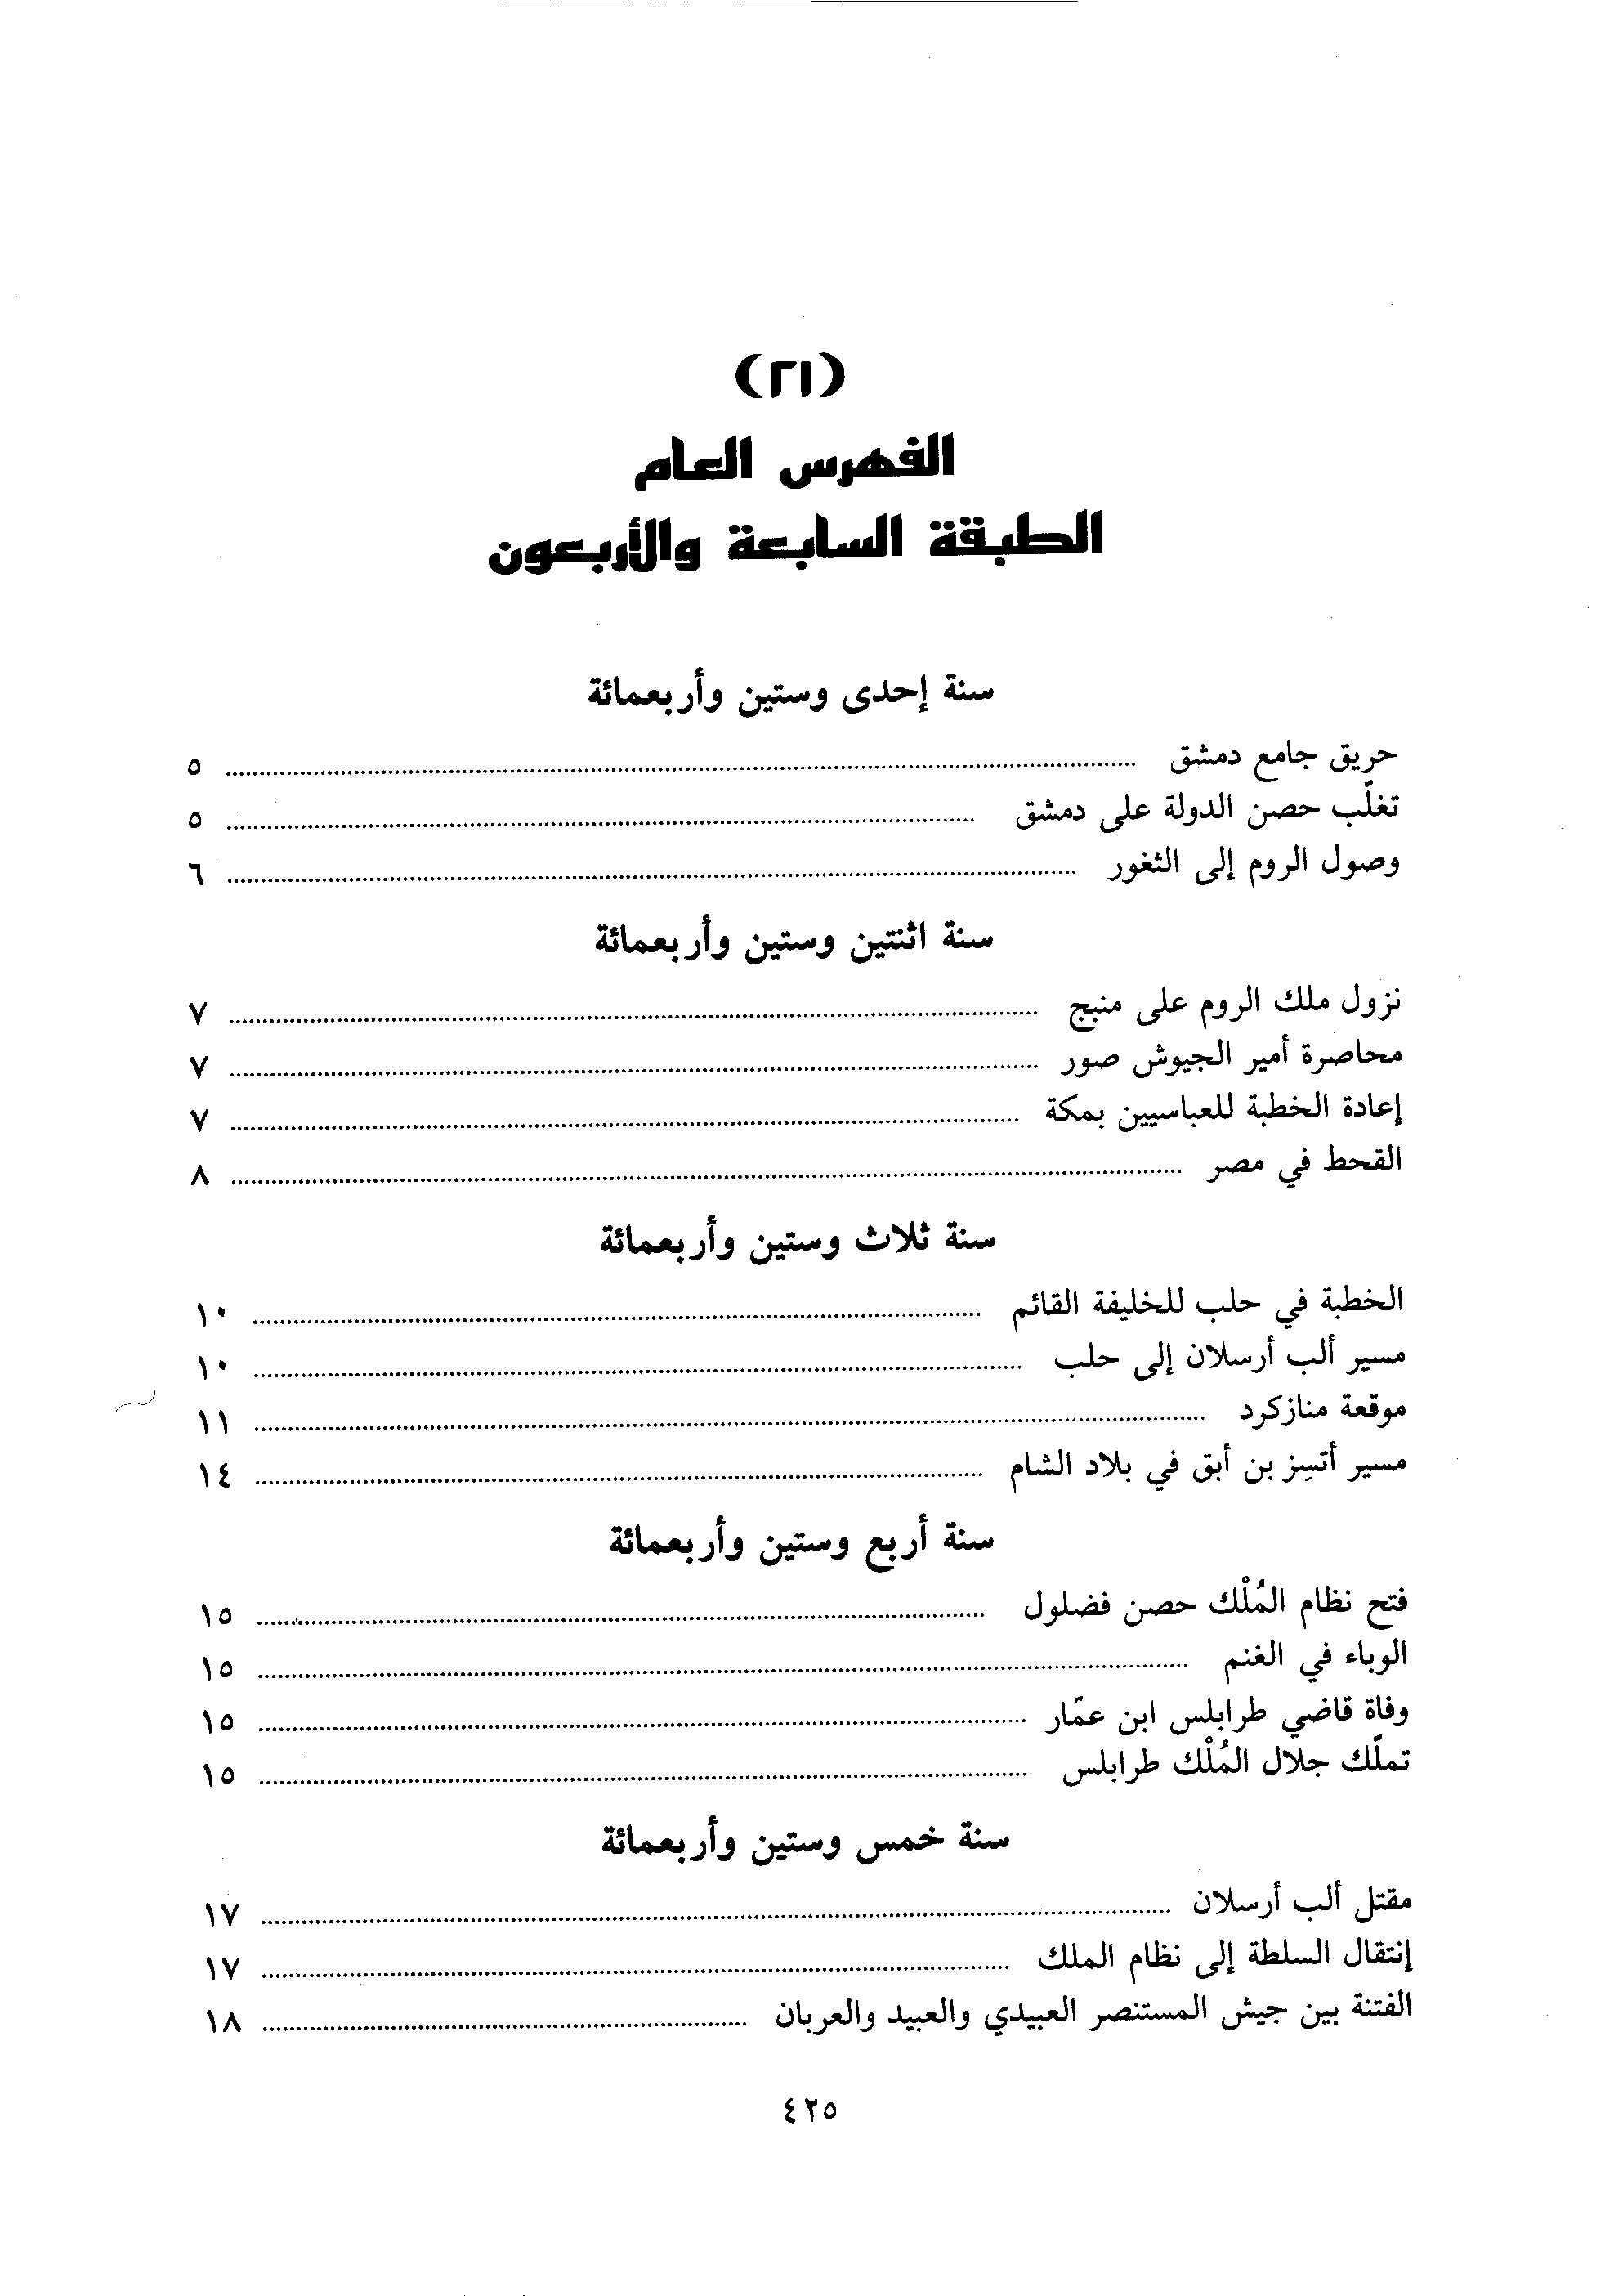 (٢١)
الفهرس العام
الطبقة السابعة والأربعون
سنة إحدى وستين وأربعمائة
حريق جامع دمشق ................ ٥
تغلّب حصن الدولة على دمشق ................ ٥
وصول الروم إلى الثغور ................ ٦
سنة اثنتين وستين وأربعمائة
نزول ملك الروم على منبج ................ ٧
محاصرة أمير الجيوش صور ................ ٧
إعادة الخطبة للعباسيين بمكة ................ ٧
القحط في مصر ................ ٨
سنة ثلاث وستين وأربعمائة
الخطبة في حلب للخليفة القائم ................ ١٠
مسير ألب أرسلان إلى حلب ................ ١٠
موقعة منازكرد ................ ١١
مسير أتسِز بن أبق في بلاد الشام ................ ١٤
سنة أربع وستين وأربعمائة
فتح نظام المُلْك حصن فضلول ................ ١٥
الوباء في الغنم ................ ١٥
وفاة قاضي طرابلس ابن عمّار ................ ١٥
تملّك جلال المُلْك طرابلس ................ ١٥
سنة خمس وستين وأربعمائة
مقتل ألب أرسلان ................ ١٧
إنتقال السلطة إلى نظام الملك ................ ١٧
الفتنة بين جيش المستنصر العبيدي والعبيد والعربان ................ ١٨
٤٢٥